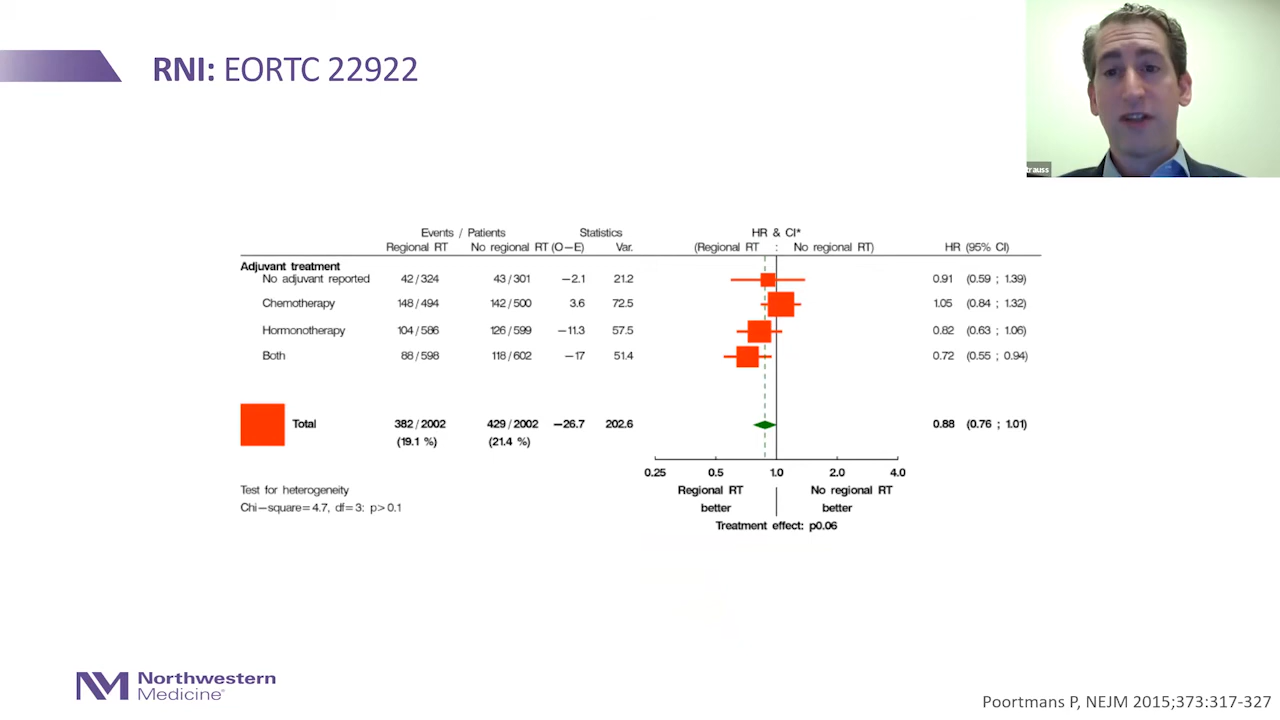 RNI: EORTC 22922
trauss
Events / Patients Statistics HR & CI*
Regional RT No regional RT (O−E) Var. (Regional RT : No regional RT) HR (95% CI)
Adjuvant treatment
No adjuvant reported 42/324 43/301 −2.1 21.2 0.91 (0.59 ; 1.39)
Chemotherapy 148/494 142/500 3.6 72.5 1.05 (0.84 ; 1.32)
Hormonotherapy 104/586 126/599 −11.3 57.5 0.82 (0.63 ; 1.06)
Both 88/598 118/602 −17 51.4 0.72 (0.55 ; 0.94)
Total 382/2002 429/2002 −26.7 202.6 0.88 (0.76 ; 1.01)
(19.1 %) (21.4 %)
0.25 0.5 1.0 2.0 4.0
Test for heterogeneity Regional RT No regional RT
Chi−square=4.7, df=3: p>0.1 better better
Treatment effect: p0.06
NM Northwestern
Medicine®
Poortmans P, NEJM 2015;373:317-327